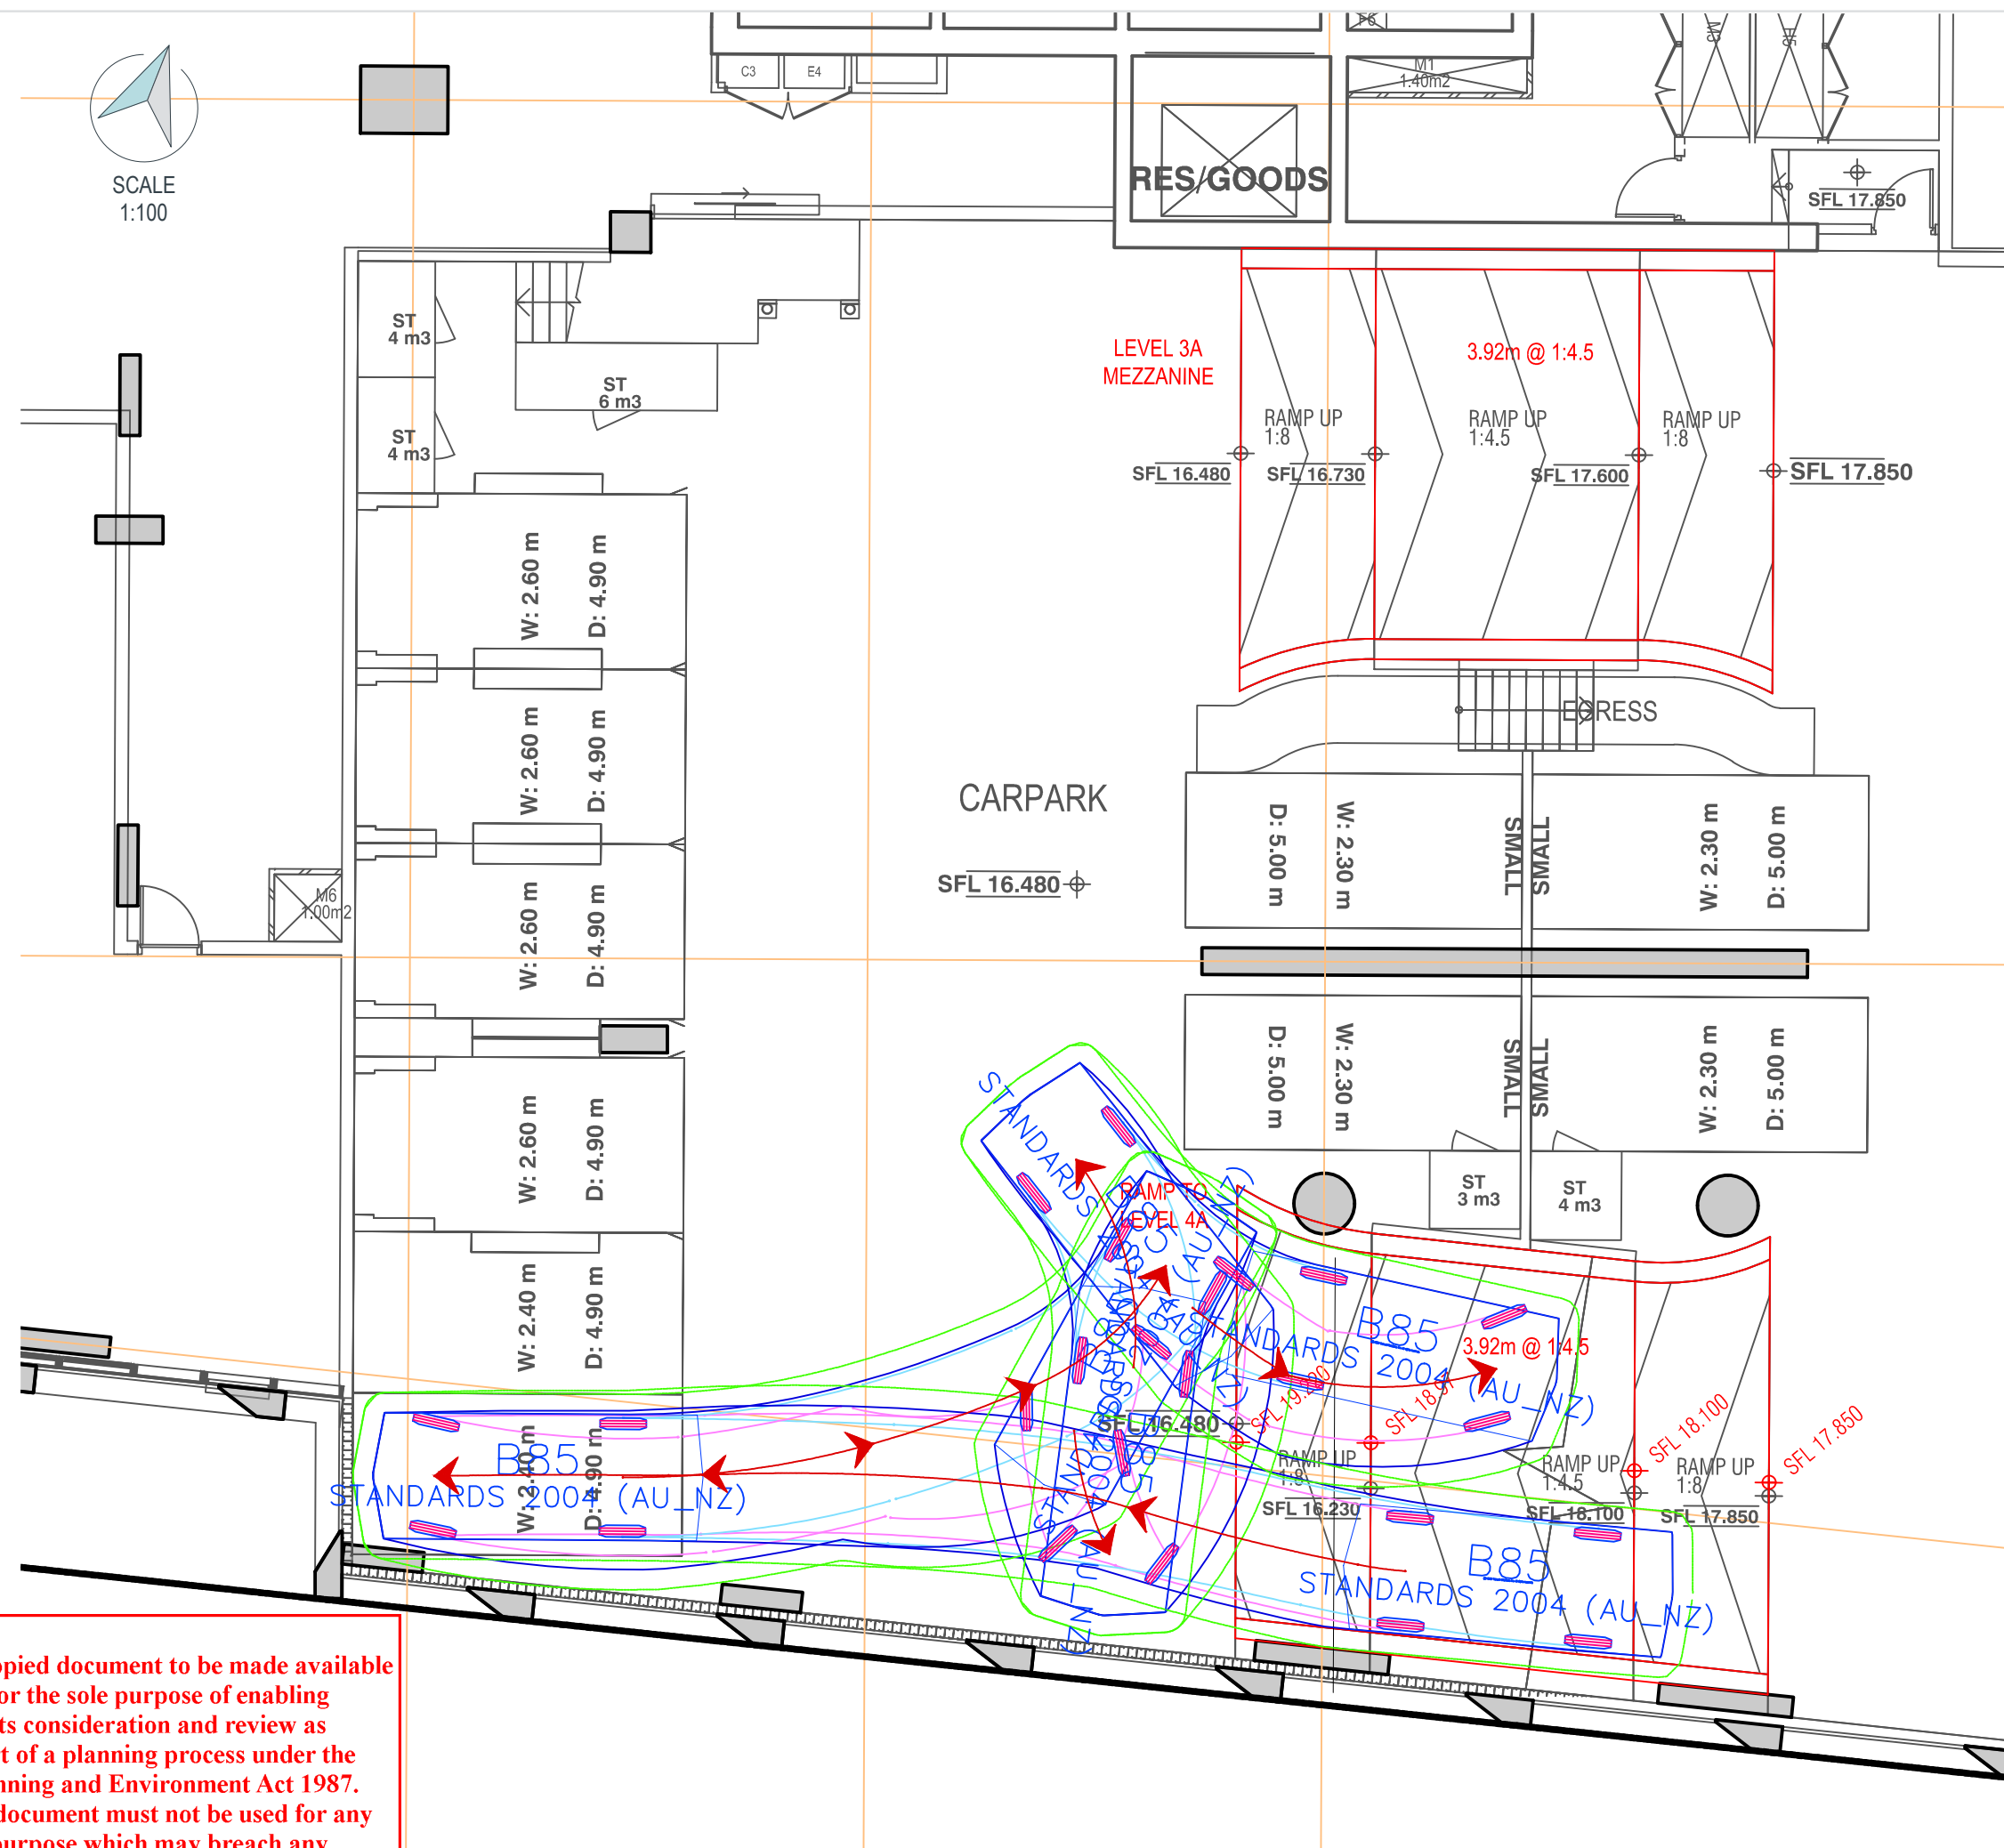 C3
E4
M1
1.40m2
SCALE
1:100
RES/GOODS
SFL 17.850
ST
4 m3
ST
4 m3
ST
6 m3
LEVEL 3A
MEZZANINE
3.92m @ 1:4.5
RAMP UP
1:8
RAMP UP
1:4.5
RAMP UP
1:8
SFL 16.480
SFL 16.730
SFL 17.600
SFL 17.850
W: 2.60 m
D: 4.90 m
EGRESS
W: 2.60 m
D: 4.90 m
CARPARK
SFL 16.480
D: 5.00 m
W: 2.30 m
SMALL
SMALL
W: 2.30 m
D: 5.00 m
M6
1.00m2
W: 2.60 m
D: 4.90 m
D: 5.00 m
W: 2.30 m
SMALL
SMALL
W: 2.30 m
D: 5.00 m
W: 2.60 m
D: 4.90 m
ST
3 m3
ST
4 m3
STANDARDS
RAMP TO
LEVEL 4A
W: 2.40 m
D: 4.90 m
B85
STANDARDS 2004 (AU_NZ)
3.92m @ 1:4.5
SFL 16.480
SFL 18.100
SFL 17.850
RAMP UP
1:8
RAMP UP
1:4.5
RAMP UP
1:8
SFL 16.230
SFL 18.100
SFL 17.850
W: 2.40 m
D: 4.90 m
B85
STANDARDS 2004 (AU_NZ)
B85
STANDARDS 2004 (AU_NZ)
opied document to be made available
or the sole purpose of enabling
ts consideration and review as
t of a planning process under the
nning and Environment Act 1987.
document must not be used for any
purpose which may breach any